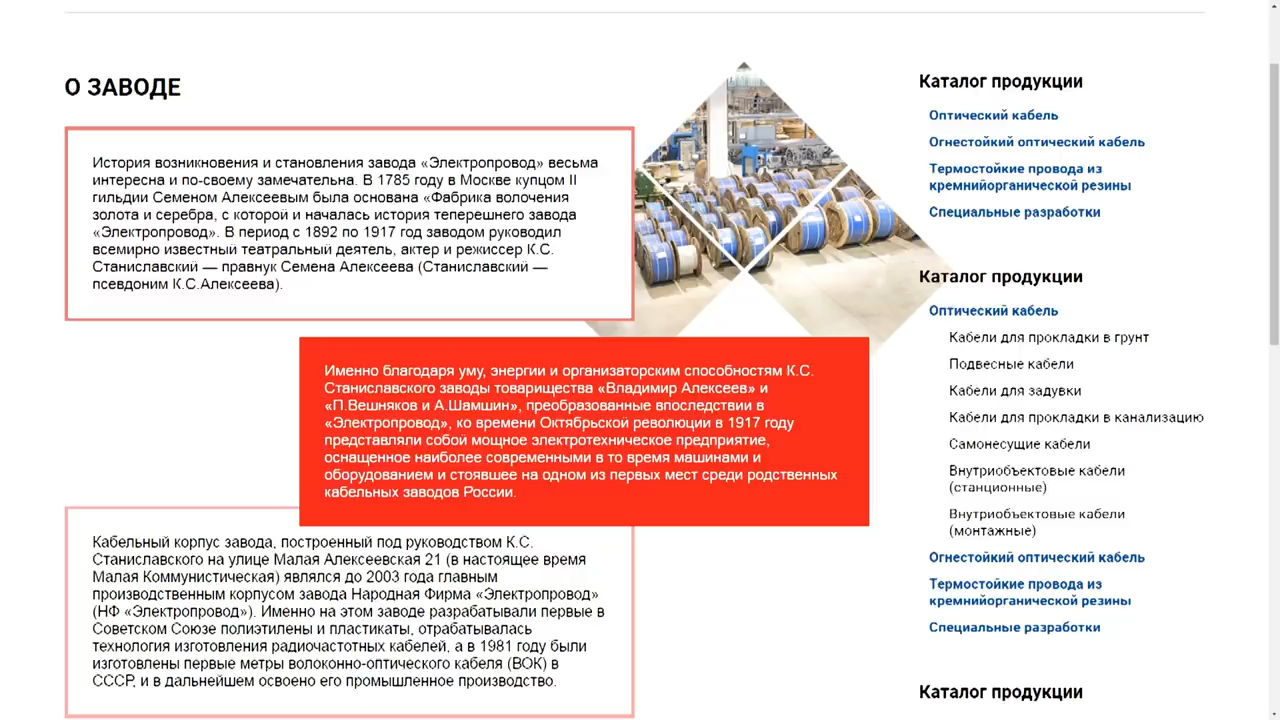 О ЗАВОДЕ
История возникновения и становления завода «Электропровод» весьма
интересна и по-своему замечательна. В 1785 году в Москве купцом II
гильдии Семеном Алексеевым была основана «Фабрика волочения
золота и серебра, с которой и началась история теперешнего завода
«Электропровод». В период с 1892 по 1917 год заводом руководил
всемирно известный театральный деятель, актер и режиссер К.С.
Станиславский — правнук Семена Алексеева (Станиславский —
псевдоним К.С.Алексеева).
Именно благодаря уму, энергии и организаторским способностям К.С.
Станиславского заводы товарищества «Владимир Алексеев» и
«П.Вешняков и А.Шамшин», преобразованные впоследствии в
«Электропровод», ко времени Октябрьской революции в 1917 году
представляли собой мощное электротехническое предприятие,
оснащенное наиболее современными в то время машинами и
оборудованием и стоявшее на одном из первых мест среди родственных
кабельных заводов России.
Кабельный корпус завода, построенный под руководством К.С.
Станиславского на улице Малая Алексеевская 21 (в настоящее время
Малая Коммунистическая) являлся до 2003 года главным
производственным корпусом завода Народная Фирма «Электропровод»
(НФ «Электропровод»). Именно на этом заводе разрабатывали первые в
Советском Союзе полиэтилены и пластикаты, отрабатывалась
технология изготовления радиочастотных кабелей, а в 1981 году были
изготовлены первые метры волоконно-оптического кабеля (ВОК) в
СССР, и в дальнейшем освоено его промышленное производство.
Каталог продукции
Оптический кабель
Огнестойкий оптический кабель
Термостойкие провода из
кремнийорганической резины
Специальные разработки
Каталог продукции
Оптический кабель
Кабели для прокладки в грунт
Подвесные кабели
Кабели для задувки
Кабели для прокладки в канализацию
Самонесущие кабели
Внутриобъектовые кабели
(станционные)
Внутриобъектовые кабели
(монтажные)
Огнестойкий оптический кабель
Термостойкие провода из
кремнийорганической резины
Специальные разработки
Каталог продукции